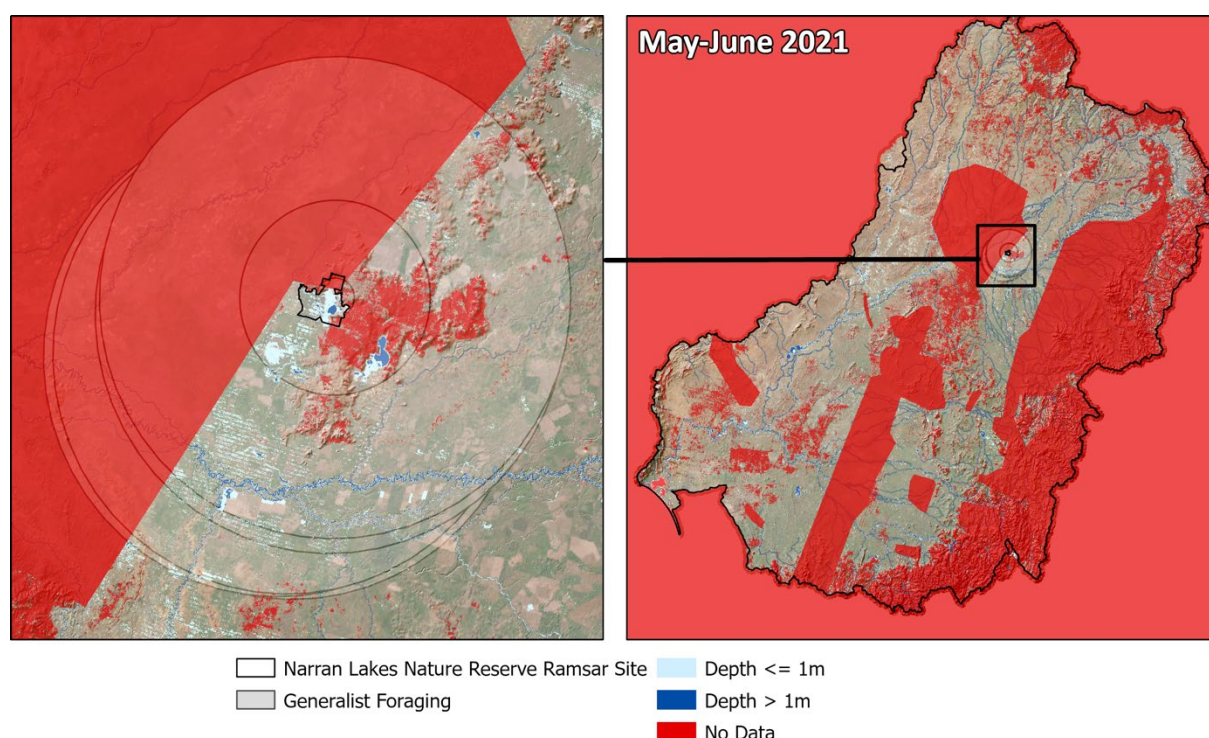 May-June 2021
Narran Lakes Nature Reserve Ramsar Site
Generalist Foraging
Depth <= 1m
Depth > 1m
No Data